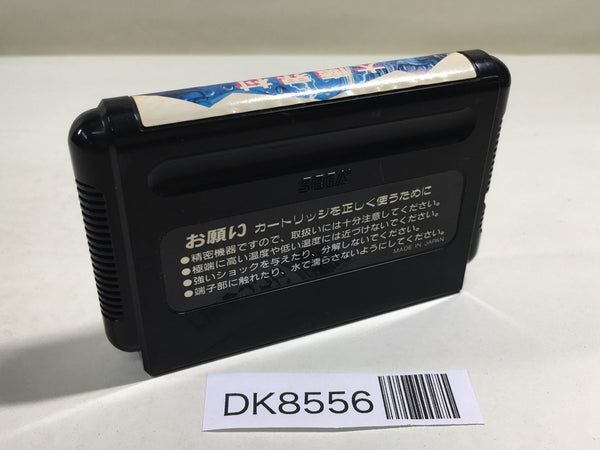 大魔界村
SEGA
お願い カートリッジを正しく使うために
●精密機器ですので、取扱いには十分注意してください。
●極端に高い温度や低い温度には近づけないでください。
●強いショックを与えたり、分解しないでください。
●端子部に触れたり、水で濡らさないようにしてください。
MADE IN JAPAN
DK8556